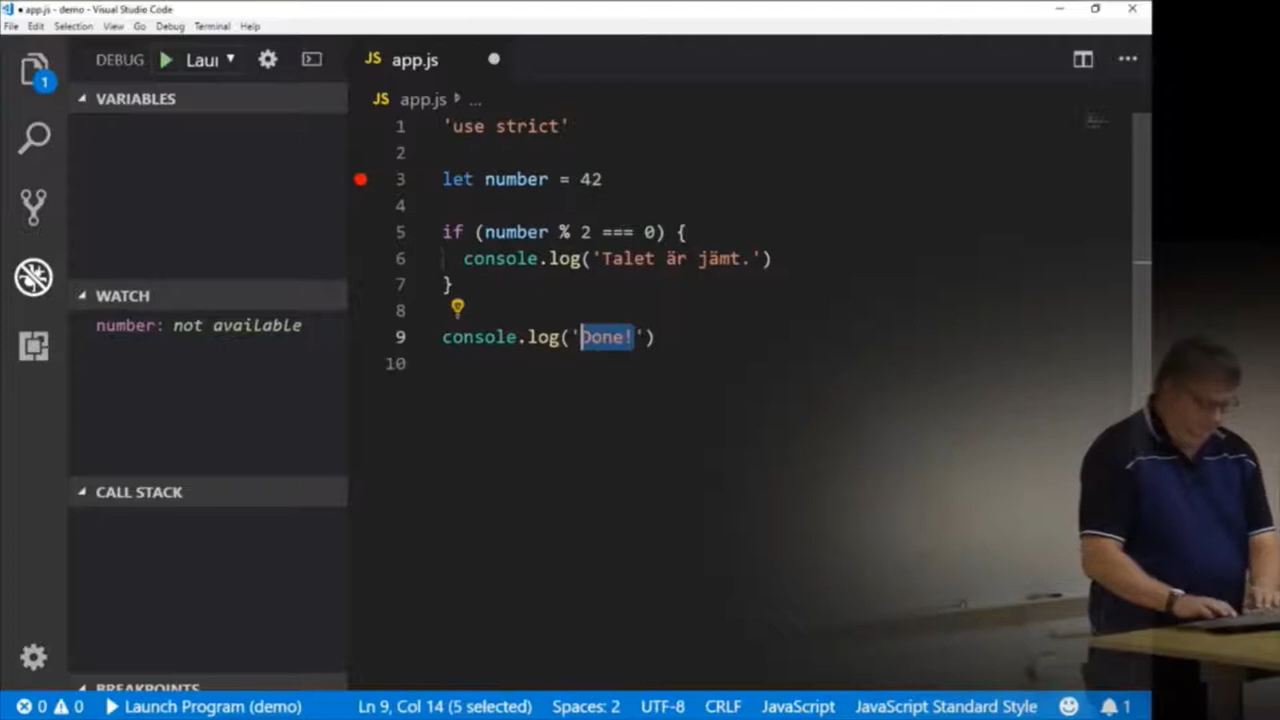 app.js - demo - Visual Studio Code
File Edit Selection View Go Debug Terminal Help
DEBUG Laui
JS app.js
1
JS app.js ...
VARIABLES
WATCH
number: not available
CALL STACK
BREAKPOINTS
1 'use strict'
2
3 let number = 42
4
5 if (number % 2 === 0) {
6 console.log('Talet är jämt.')
7 }
8
9 console.log('Done!')
10
0 0 Launch Program (demo) Ln 9, Col 14 (5 selected) Spaces: 2 UTF-8 CRLF JavaScript JavaScript Standard Style 1